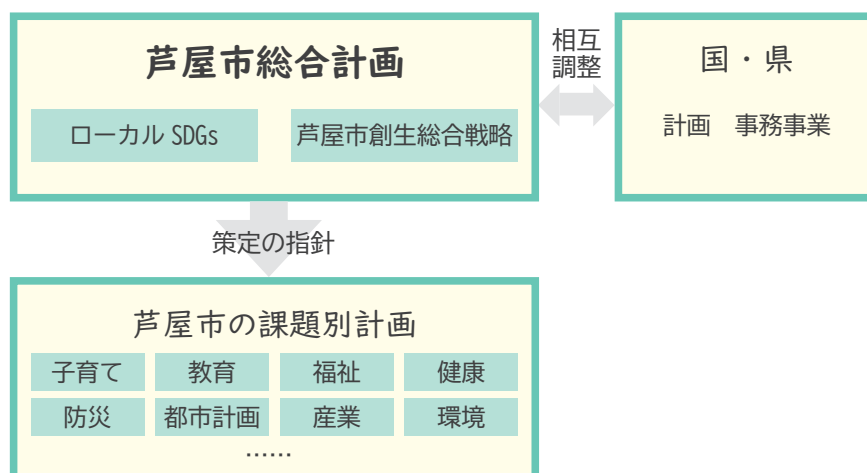 芦屋市総合計画
ローカル SDGs
芦屋市創生総合戦略
相互
調整
国・県
計画　事務事業
策定の指針
芦屋市の課題別計画
子育て
教育
福祉
健康
防災
都市計画
産業
環境
……